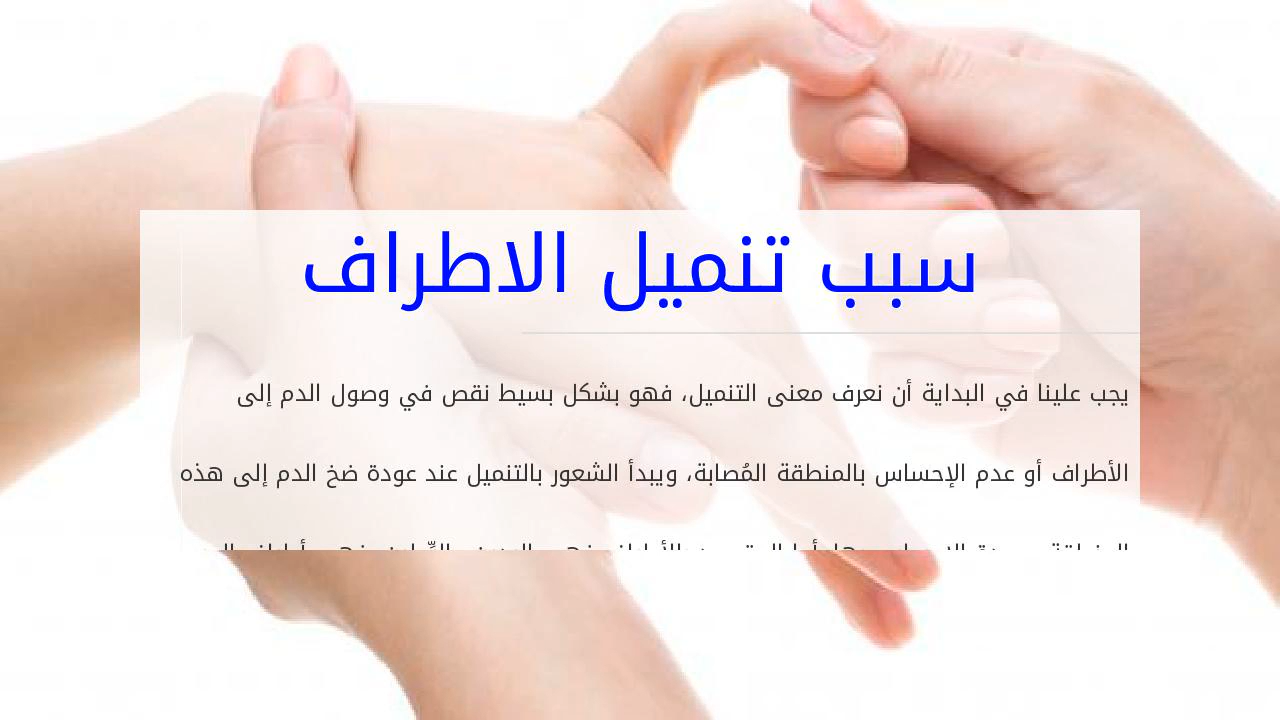 سبب تنميل الاطراف
يجب علينا في البداية أن نعرف معنى التنميل، فهو بشكل بسيط نقص في وصول الدم إلى
الأطراف أو عدم الإحساس بالمنطقة المُصابة، ويبدأ الشعور بالتنميل عند عودة ضخ الدم إلى هذه